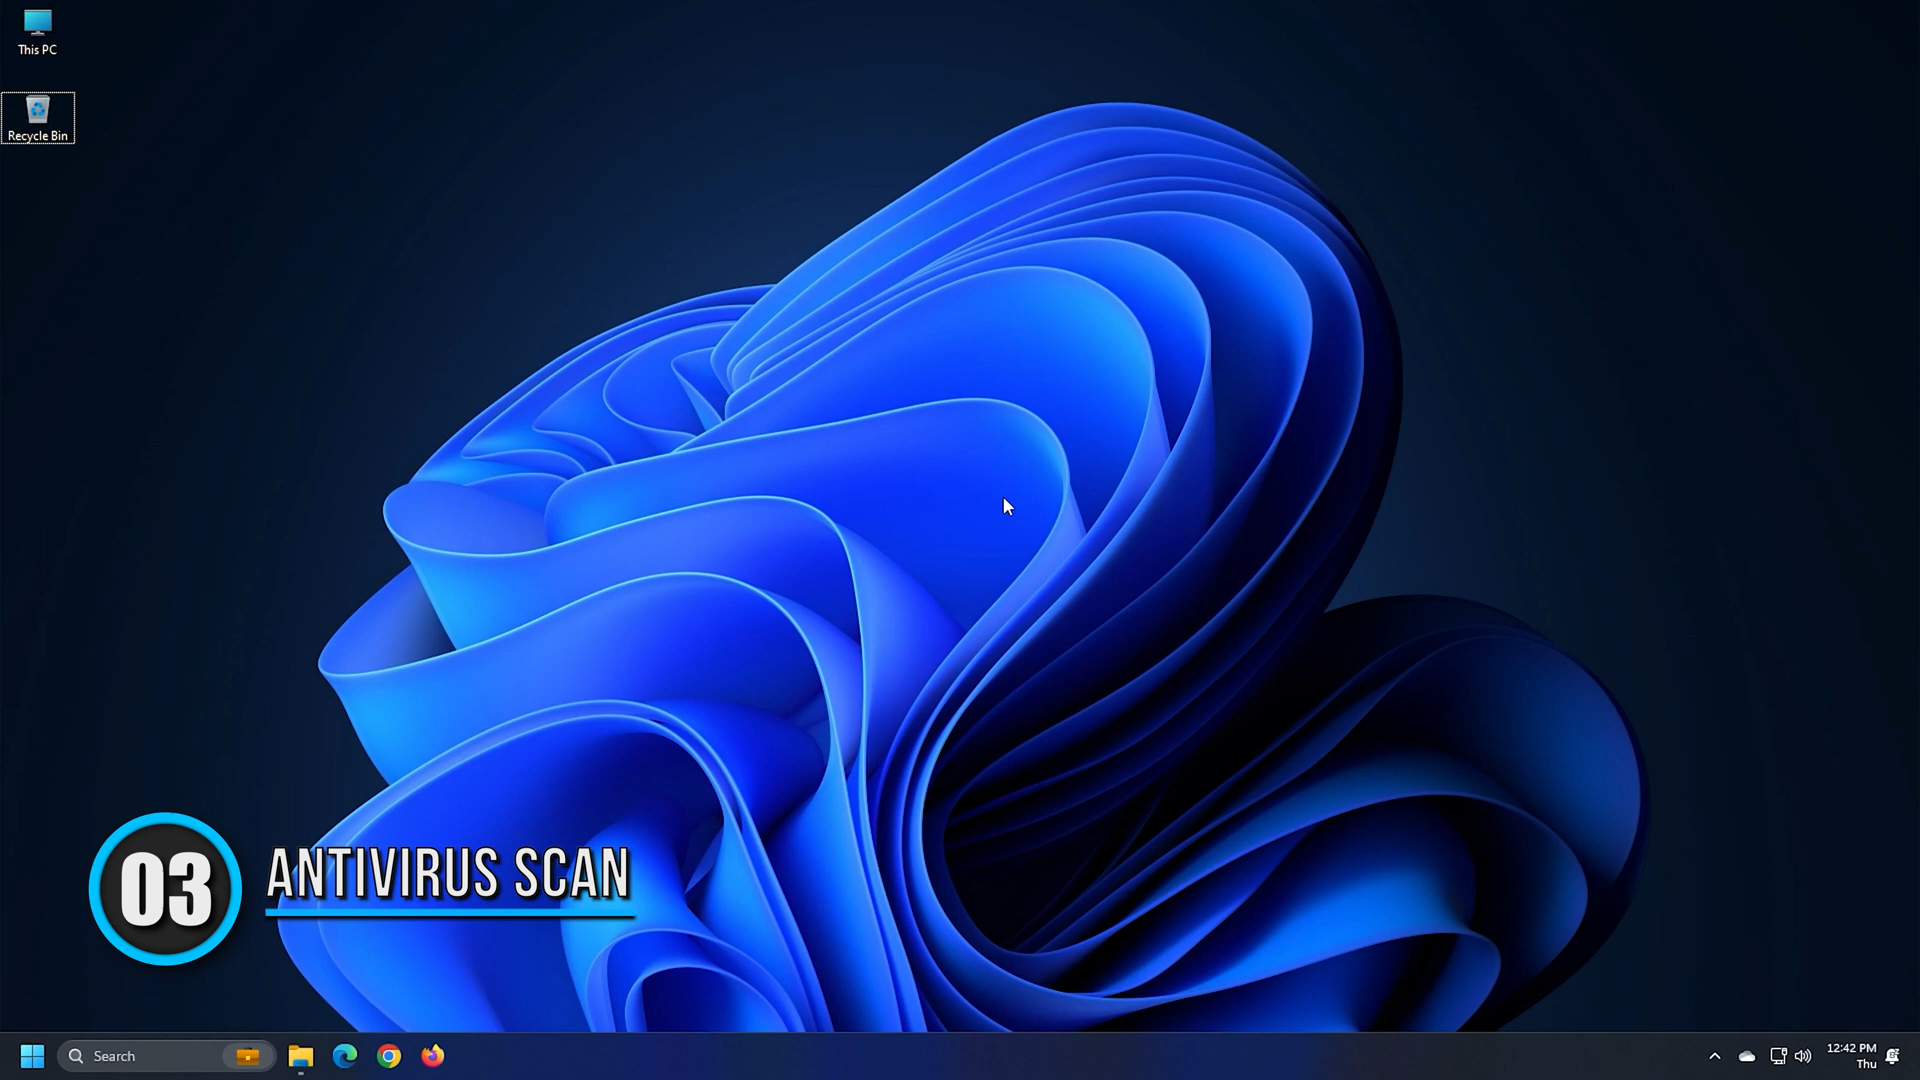 This PC
Recycle Bin
03
ANTIVIRUS SCAN
Search
12:42 PM
Thu